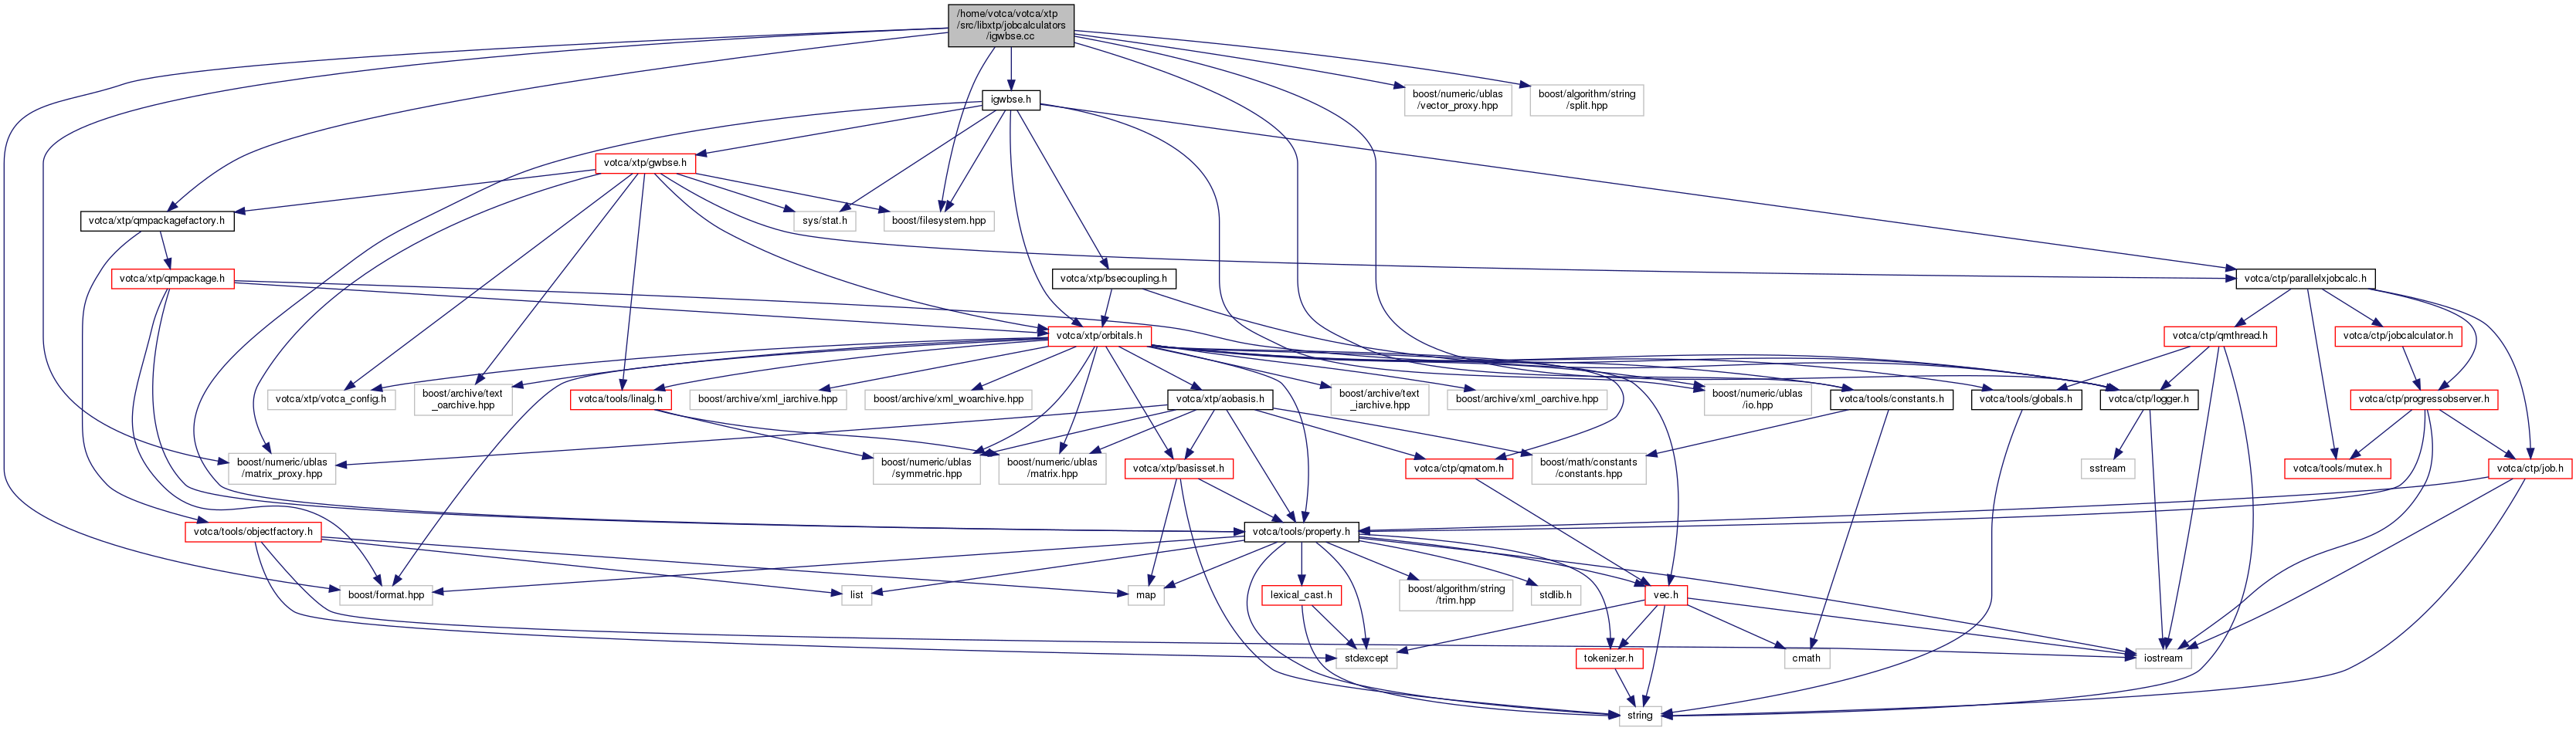 /home/votca/votca/xtp
/src/libxtp/jobcalculators
/igwbse.cc
igwbse.h
boost/numeric/ublas
/vector_proxy.hpp
boost/algorithm/string
/split.hpp
votca/xtp/gwbse.h
votca/xtp/qmpackagefactory.h
sys/stat.h
boost/filesystem.hpp
votca/xtp/qmpackage.h
votca/xtp/bsecoupling.h
votca/ctp/parallelxjobcalc.h
votca/xtp/orbitals.h
votca/ctp/qmthread.h
votca/ctp/jobcalculator.h
votca/xtp/votca_config.h
boost/archive/text
_oarchive.hpp
votca/tools/linalg.h
boost/archive/xml_iarchive.hpp
boost/archive/xml_woarchive.hpp
votca/xtp/aobasis.h
boost/archive/text
_iarchive.hpp
boost/archive/xml_oarchive.hpp
boost/numeric/ublas
/io.hpp
votca/tools/constants.h
votca/tools/globals.h
votca/ctp/logger.h
votca/ctp/progressobserver.h
boost/numeric/ublas
/matrix_proxy.hpp
boost/numeric/ublas
/symmetric.hpp
boost/numeric/ublas
/matrix.hpp
votca/xtp/basisset.h
votca/ctp/qmatom.h
boost/math/constants
/constants.hpp
sstream
votca/tools/mutex.h
votca/ctp/job.h
votca/tools/objectfactory.h
votca/tools/property.h
boost/format.hpp
list
map
lexical_cast.h
boost/algorithm/string
/trim.hpp
stdlib.h
vec.h
stdexcept
tokenizer.h
cmath
iostream
string